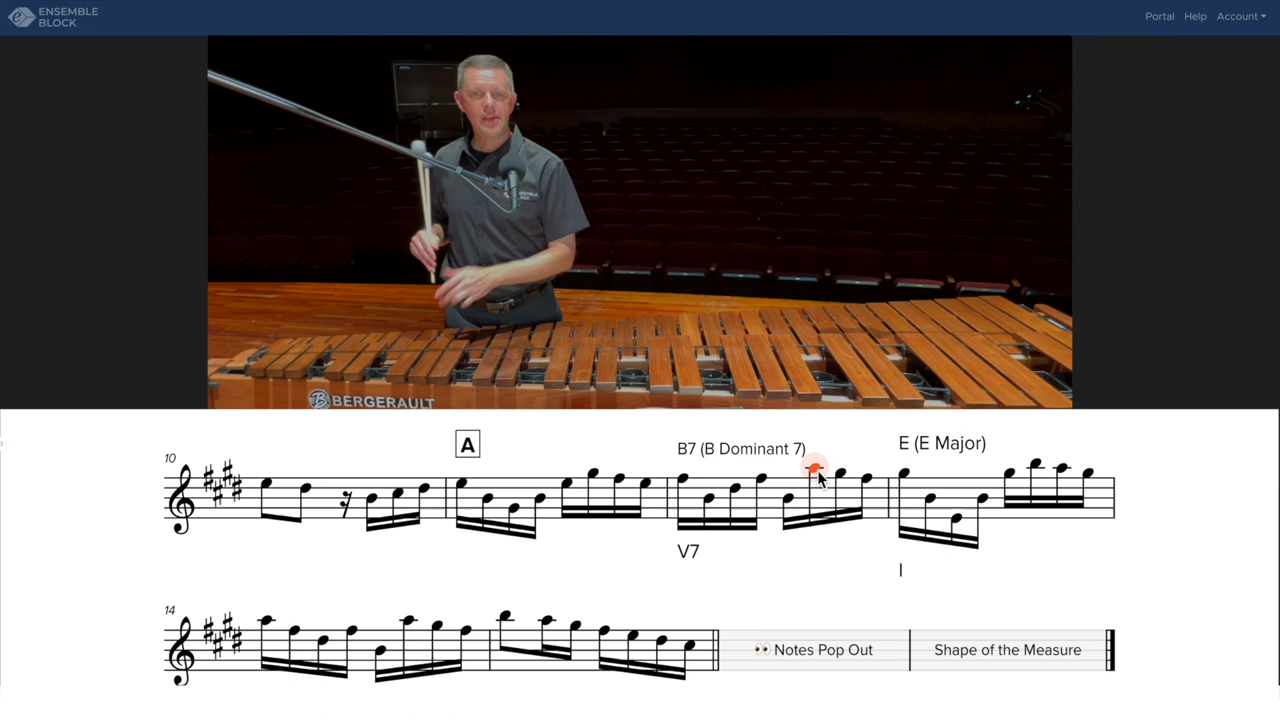 ENSEMBLE
BLOCK
Portal Help Account
BERGERAULT
10
A
B7 (B Dominant 7)
E (E Major)
V7
I
14
👀 Notes Pop Out
Shape of the Measure